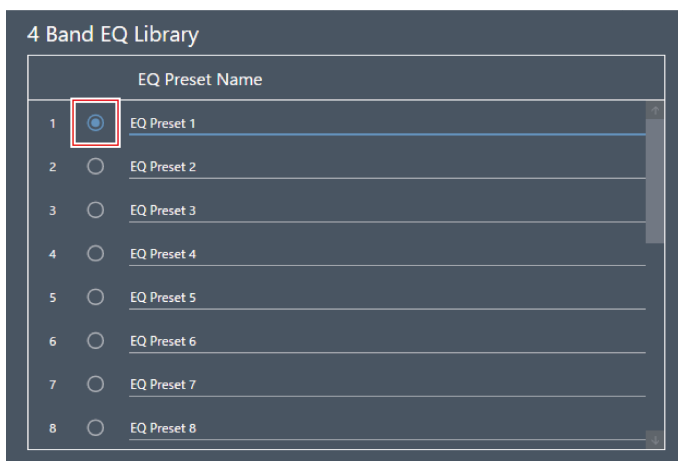 4 Band EQ Library
EQ Preset Name
1 EQ Preset 1
2 EQ Preset 2
3 EQ Preset 3
4 EQ Preset 4
5 EQ Preset 5
6 EQ Preset 6
7 EQ Preset 7
8 EQ Preset 8